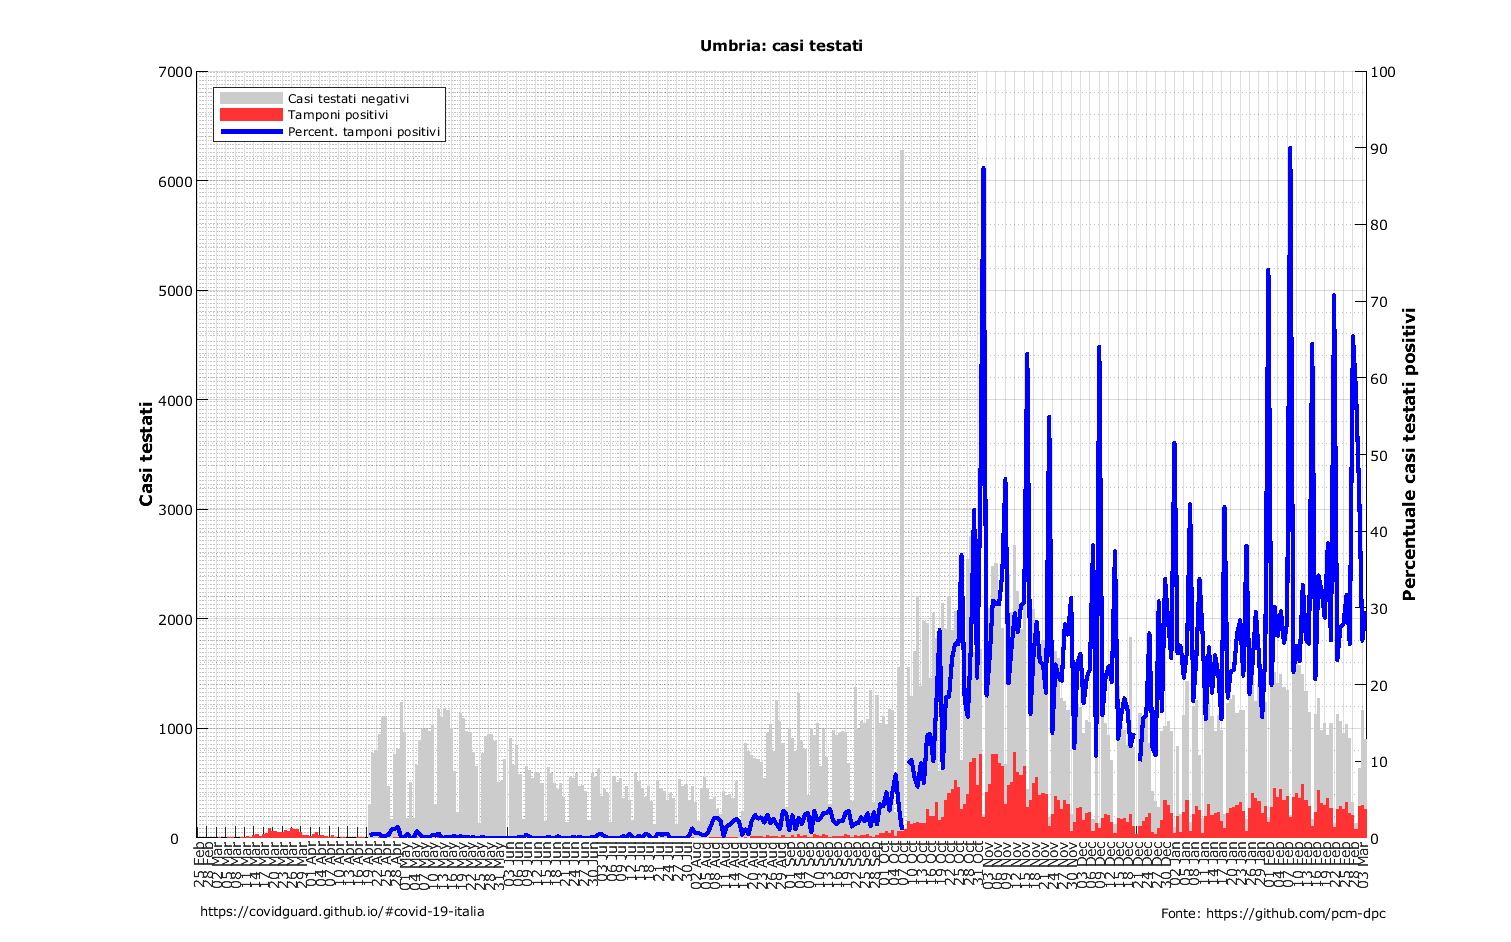 Umbria: casi testati
7000
6000
5000
4000
3000
2000
1000
0
Casi testati
Casi testati negativi
Tamponi positivi
Percent. tamponi positivi
100
90
80
70
60
50
40
30
20
10
0
Percentuale casi testati positivi
25 Feb
28 Feb
02 Mar
05 Mar
08 Mar
11 Mar
14 Mar
17 Mar
20 Mar
23 Mar
26 Mar
29 Mar
01 Apr
04 Apr
07 Apr
10 Apr
13 Apr
16 Apr
19 Apr
22 Apr
25 Apr
28 Apr
01 May
04 May
07 May
10 May
13 May
16 May
19 May
22 May
25 May
28 May
31 May
03 Jun
06 Jun
09 Jun
12 Jun
15 Jun
18 Jun
21 Jun
24 Jun
27 Jun
30 Jun
03 Jul
06 Jul
09 Jul
12 Jul
15 Jul
18 Jul
21 Jul
24 Jul
27 Jul
30 Jul
02 Aug
05 Aug
08 Aug
11 Aug
14 Aug
17 Aug
20 Aug
23 Aug
26 Aug
29 Aug
01 Sep
04 Sep
07 Sep
10 Sep
13 Sep
16 Sep
19 Sep
22 Sep
25 Sep
28 Sep
01 Oct
04 Oct
07 Oct
10 Oct
13 Oct
16 Oct
19 Oct
22 Oct
25 Oct
28 Oct
31 Oct
03 Nov
06 Nov
09 Nov
12 Nov
15 Nov
18 Nov
21 Nov
24 Nov
27 Nov
30 Nov
03 Dec
06 Dec
09 Dec
12 Dec
15 Dec
18 Dec
21 Dec
24 Dec
27 Dec
30 Dec
02 Jan
05 Jan
08 Jan
11 Jan
14 Jan
17 Jan
20 Jan
23 Jan
26 Jan
29 Jan
01 Feb
04 Feb
07 Feb
10 Feb
13 Feb
16 Feb
19 Feb
22 Feb
25 Feb
28 Feb
03 Mar
https://covidguard.github.io/#covid-19-italia
Fonte: https://github.com/pcm-dpc